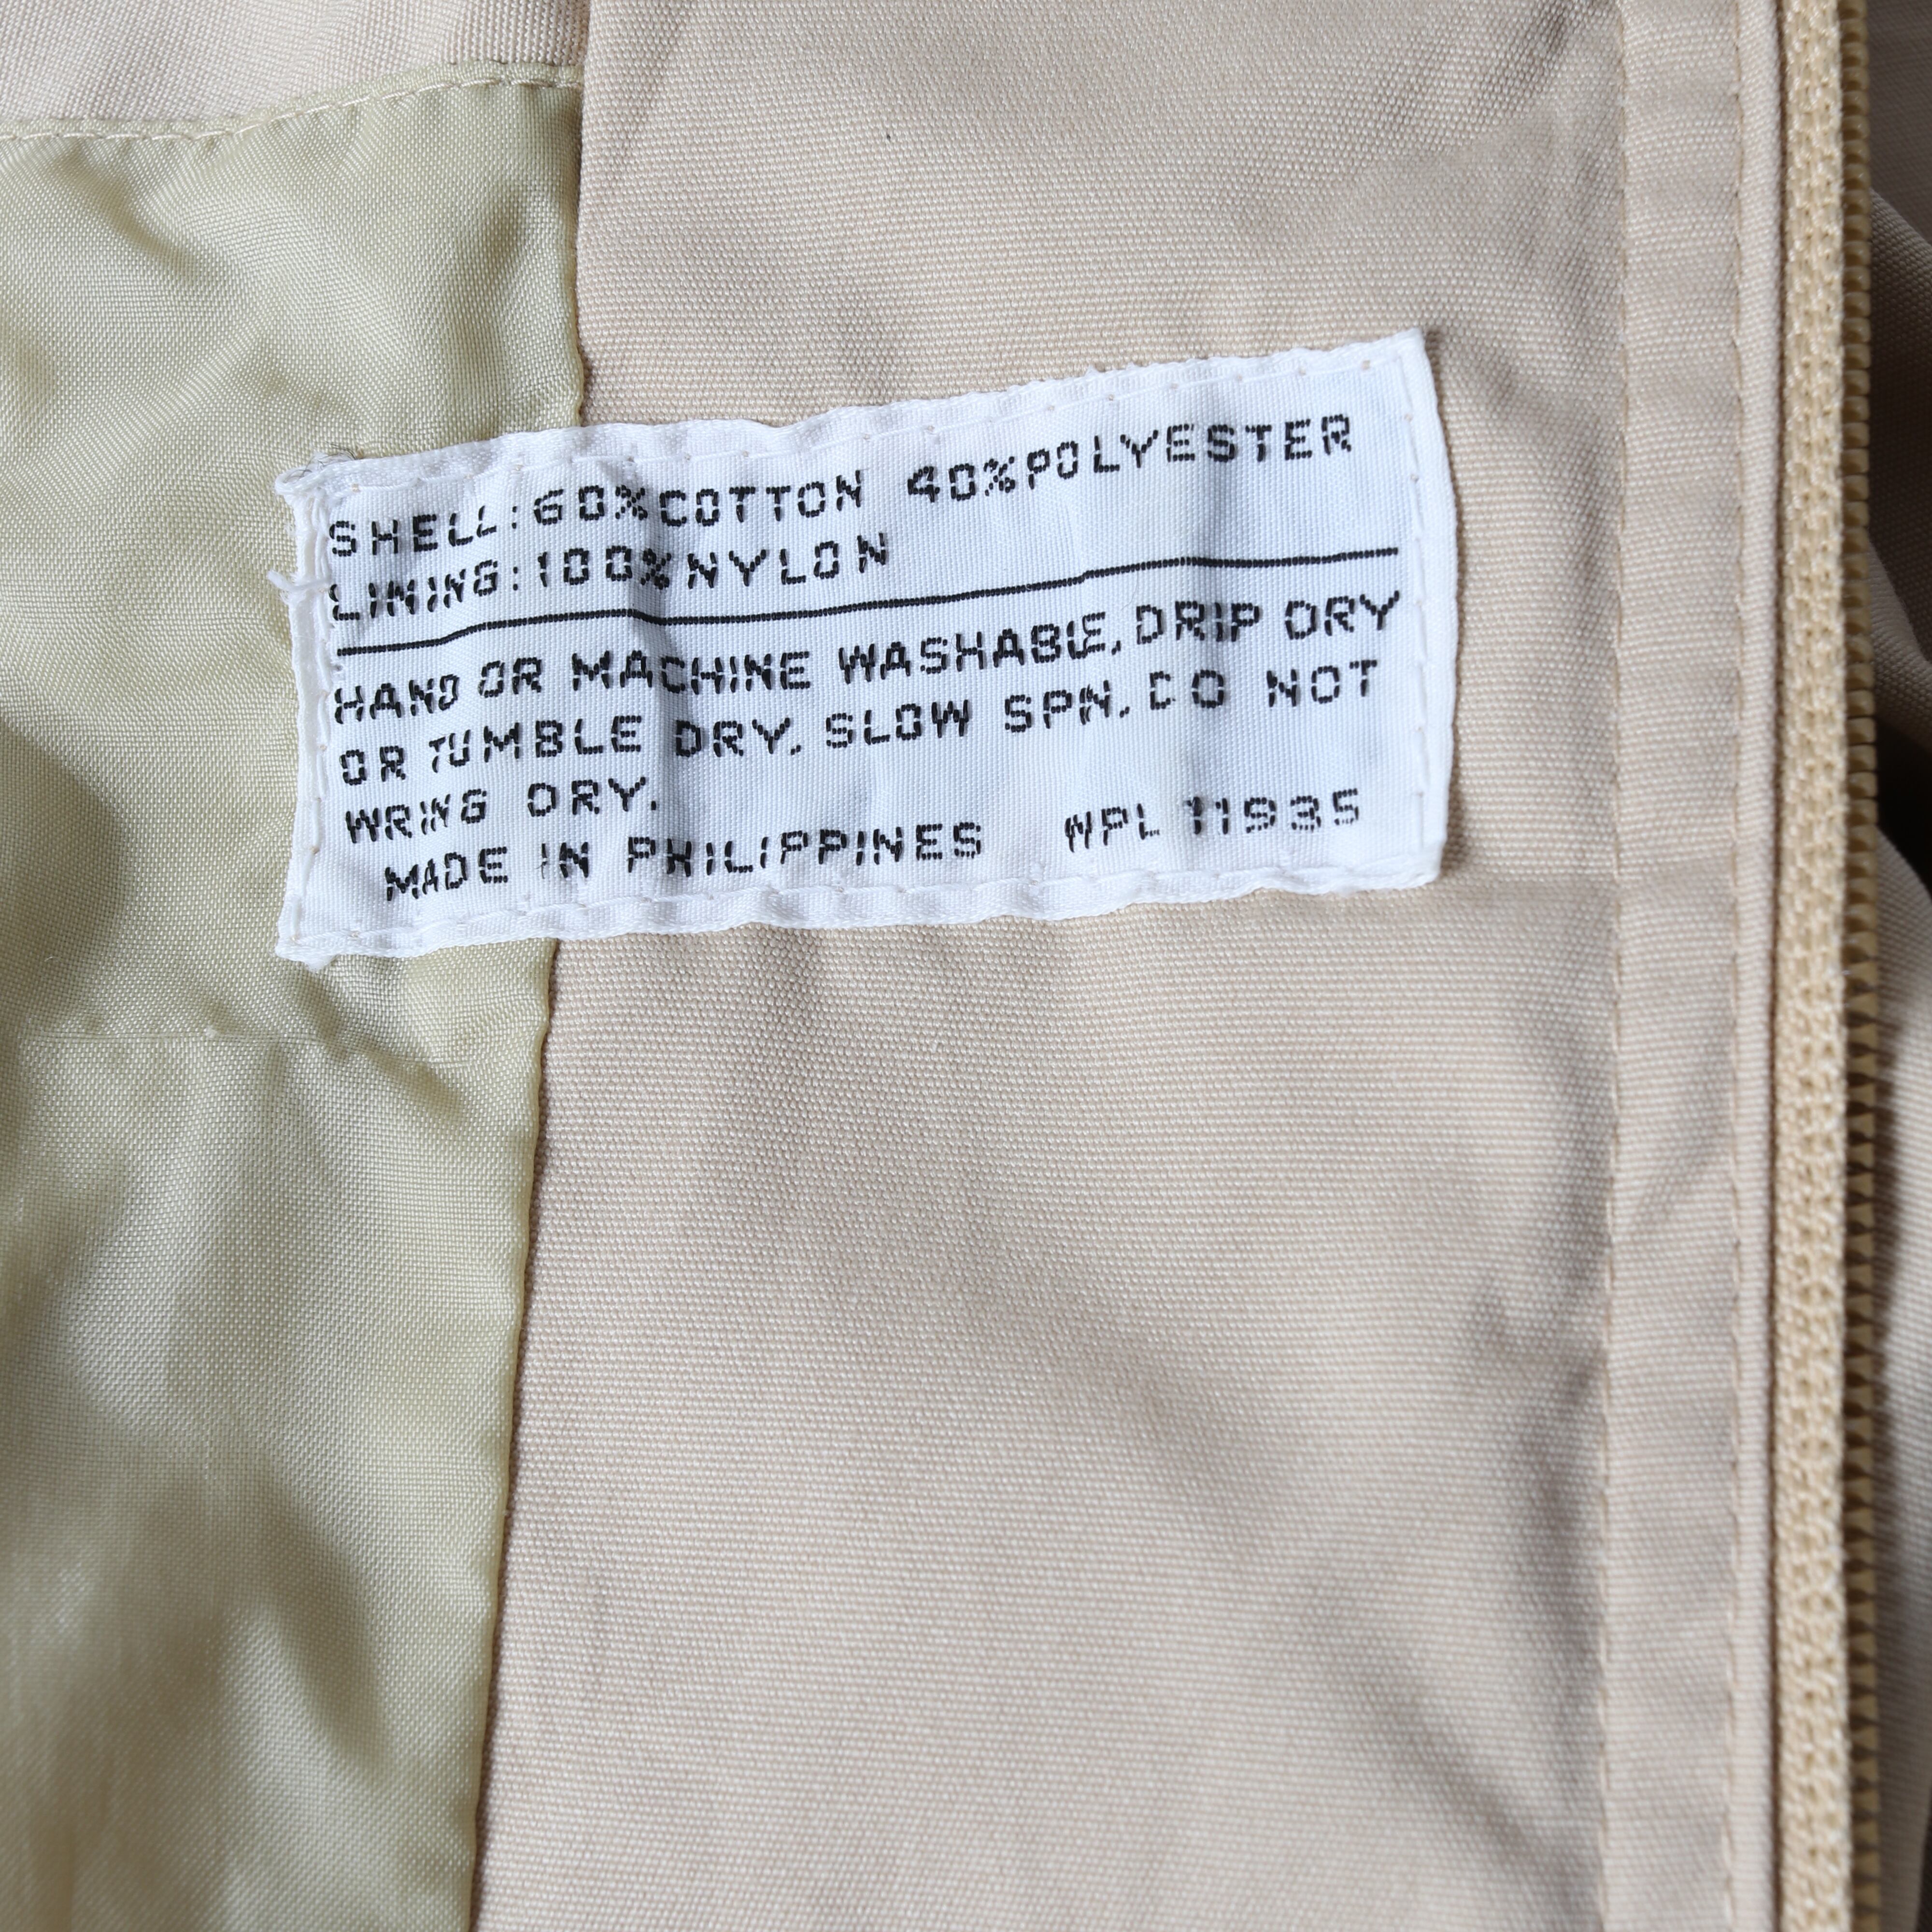 SHELL:60%COTTON 40%POLYESTER
LINING:100%NYLON
HAND OR MACHINE WASHABLE, DRIP DRY
OR TUMBLE DRY. SLOW SPN. DO NOT
WRING DRY.
MADE IN PHILIPPINES WPL 11935